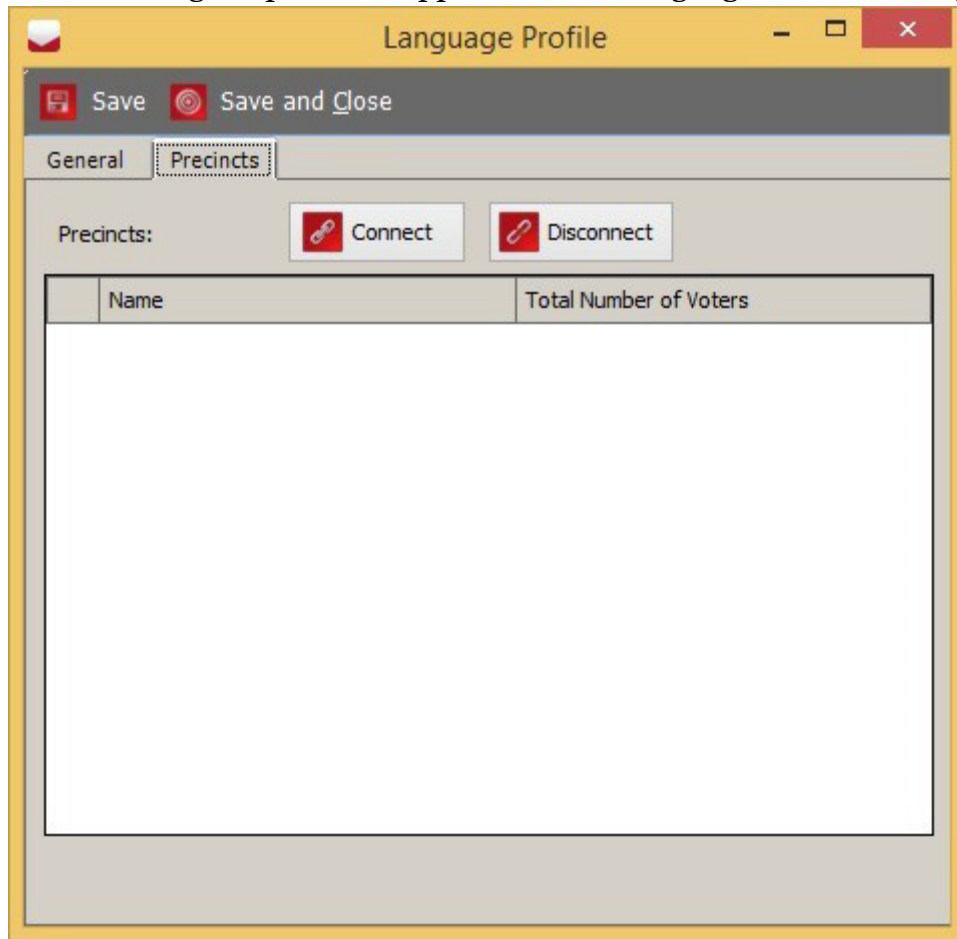 Language Profile
Save Save and Close
General Precincts
Precincts: Connect Disconnect
Name Total Number of Voters